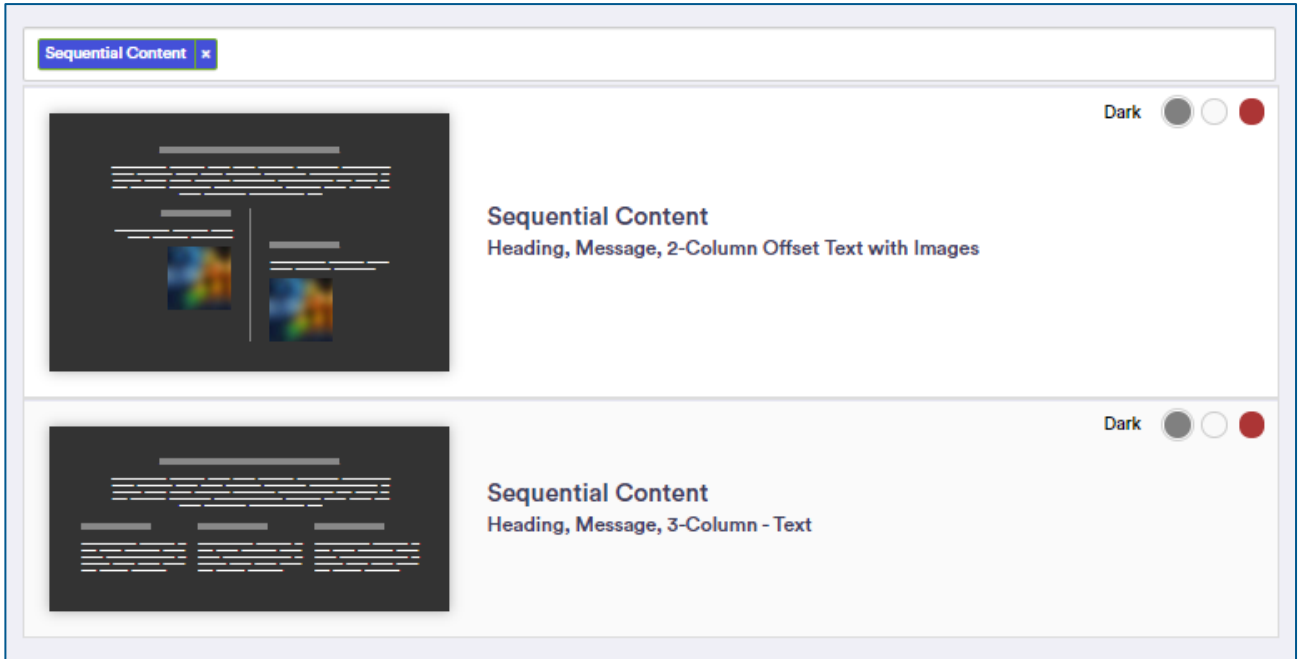 Sequential Content ×
Dark
Sequential Content
Heading, Message, 2-Column Offset Text with Images
Dark
Sequential Content
Heading, Message, 3-Column - Text